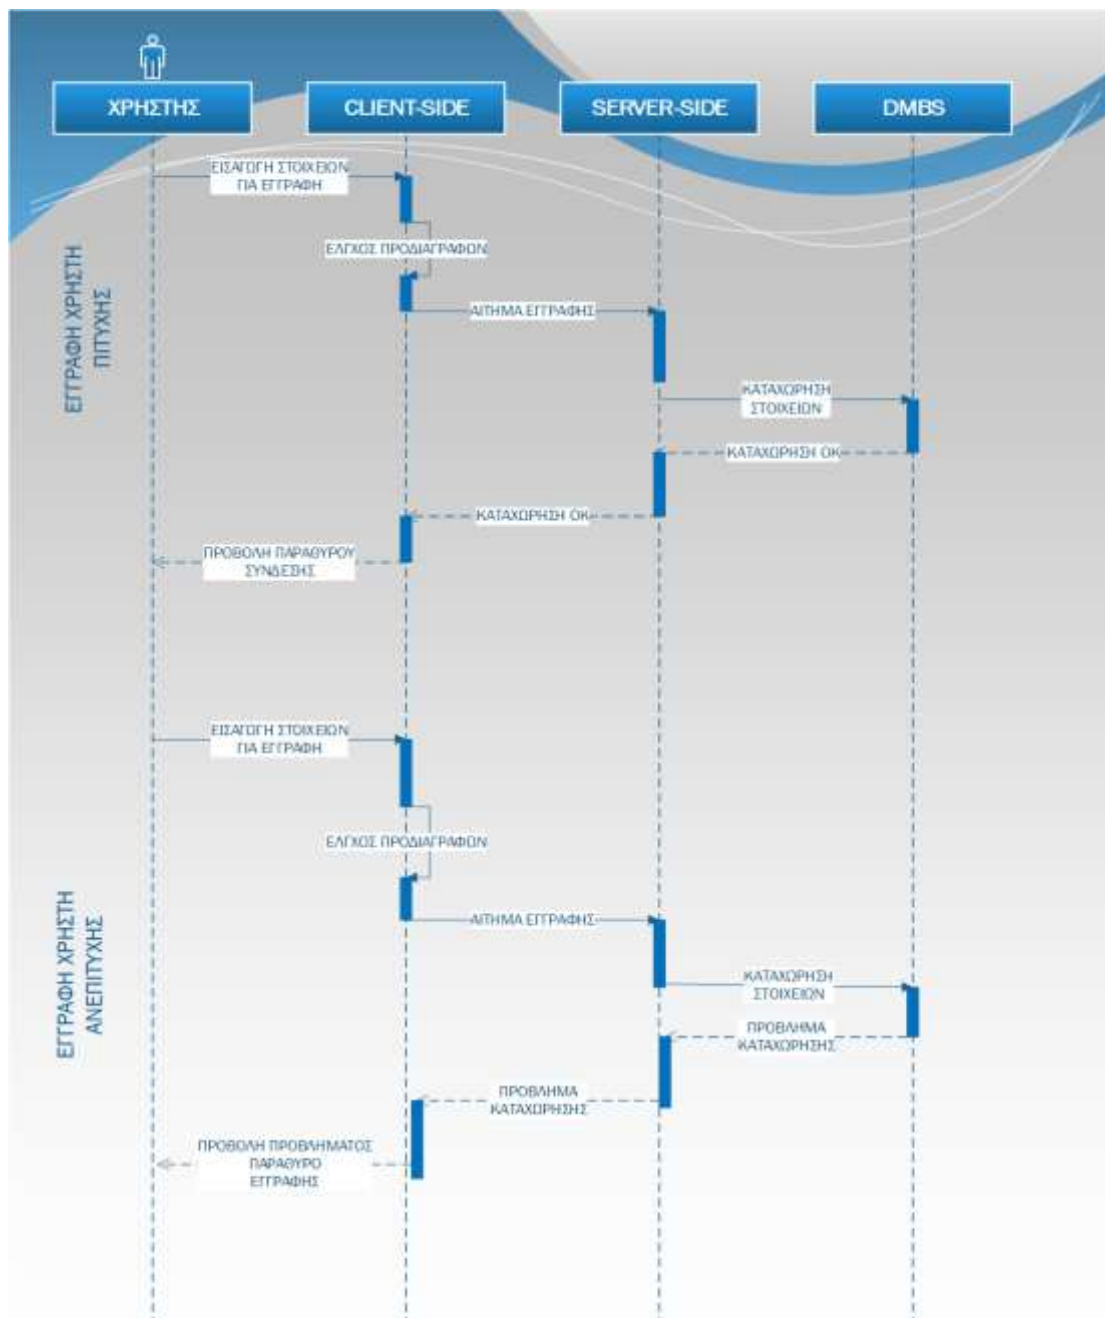 ΧΡΗΣΤΗΣ
CLIENT-SIDE
SERVER-SIDE
DMBS
ΕΓΓΡΑΦΗ ΧΡΗΣΤΗ
ΠΙΤΥΧΗΣ
ΕΙΣΑΓΩΓΗ ΣΤΟΙΧΕΙΩΝ
ΓΙΑ ΕΓΓΡΑΦΗ
ΕΛΓΧΟΣ ΠΡΟΔΙΑΓΡΑΦΩΝ
ΑΙΤΗΜΑ ΕΓΓΡΑΦΗΣ
ΚΑΤΑΧΩΡΗΣΗ
ΣΤΟΙΧΕΙΩΝ
ΚΑΤΑΧΩΡΗΣΗ ΟΚ
ΚΑΤΑΧΩΡΗΣΗ ΟΚ
ΠΡΟΒΟΛΗ ΠΑΡΑΘΥΡΟΥ
ΣΥΝΔΕΣΗΣ
ΕΓΓΡΑΦΗ ΧΡΗΣΤΗ
ΑΝΕΠΙΤΥΧΗΣ
ΕΙΣΑΓΩΓΗ ΣΤΟΙΧΕΙΩΝ
ΓΙΑ ΕΓΓΡΑΦΗ
ΕΛΓΧΟΣ ΠΡΟΔΙΑΓΡΑΦΩΝ
ΑΙΤΗΜΑ ΕΓΓΡΑΦΗΣ
ΚΑΤΑΧΩΡΗΣΗ
ΣΤΟΙΧΕΙΩΝ
ΠΡΟΒΛΗΜΑ
ΚΑΤΑΧΩΡΗΣΗΣ
ΠΡΟΒΛΗΜΑ
ΚΑΤΑΧΩΡΗΣΗΣ
ΠΡΟΒΟΛΗ ΠΡΟΒΛΗΜΑΤΟΣ
ΠΑΡΑΘΥΡΟ
ΕΓΓΡΑΦΗΣ